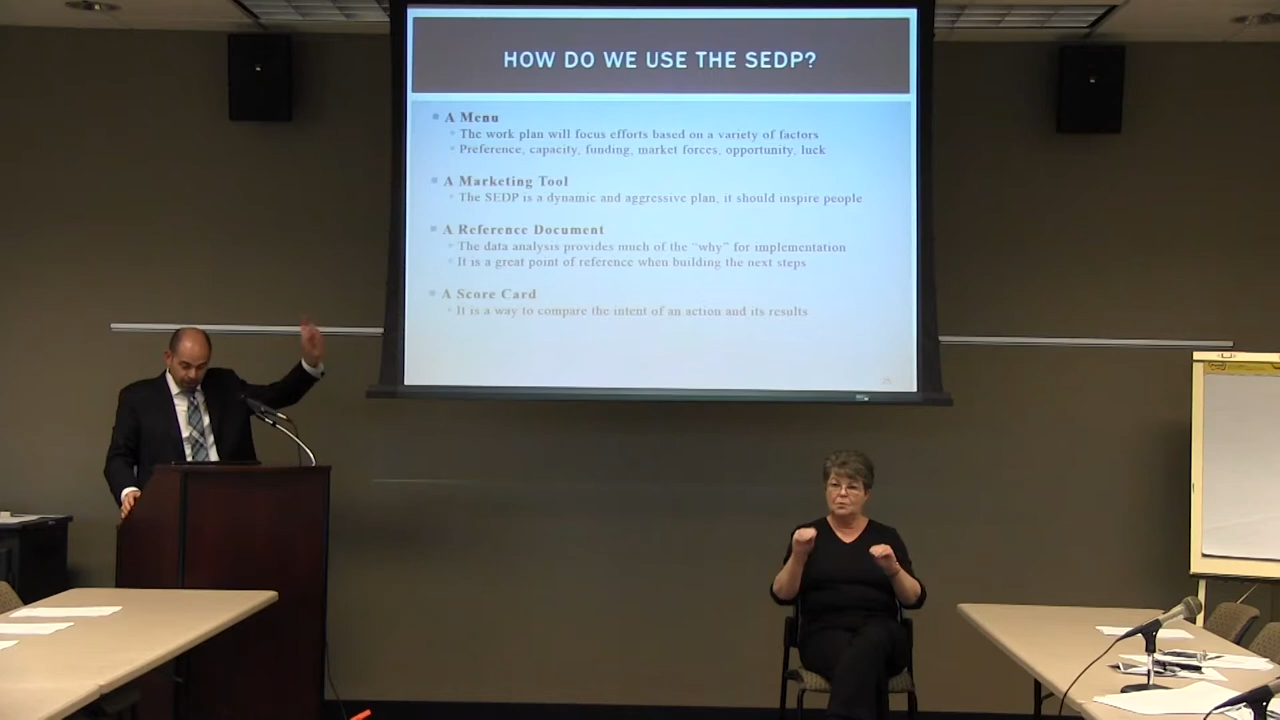 HOW DO WE USE THE SEDP?
A Menu
The work plan will focus efforts based on a variety of factors
Preference, capacity, funding, market forces, opportunity, luck
A Marketing Tool
The SEDP is a dynamic and aggressive plan, it should inspire people
A Reference Document
The data analysis provides much of the "why" for implementation
It is a great point of reference when building the next steps
A Score Card
It is a way to compare the intent of an action and its results
25